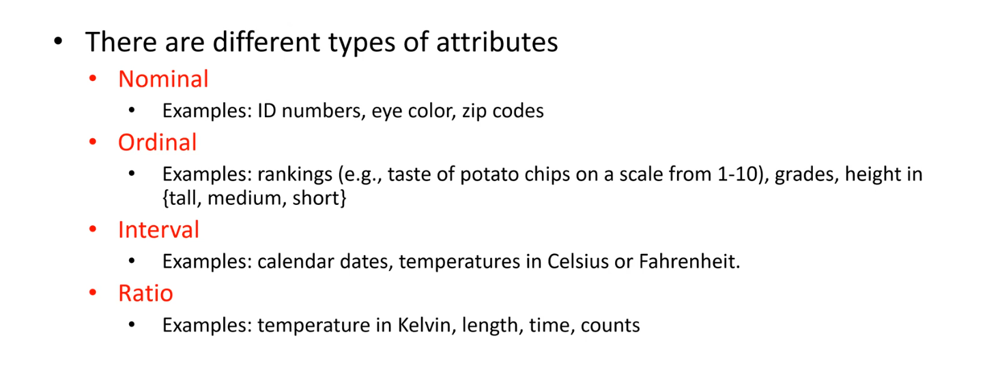 • There are different types of attributes
• Nominal
• Examples: ID numbers, eye color, zip codes
• Ordinal
• Examples: rankings (e.g., taste of potato chips on a scale from 1-10), grades, height in
{tall, medium, short}
• Interval
• Examples: calendar dates, temperatures in Celsius or Fahrenheit.
• Ratio
• Examples: temperature in Kelvin, length, time, counts